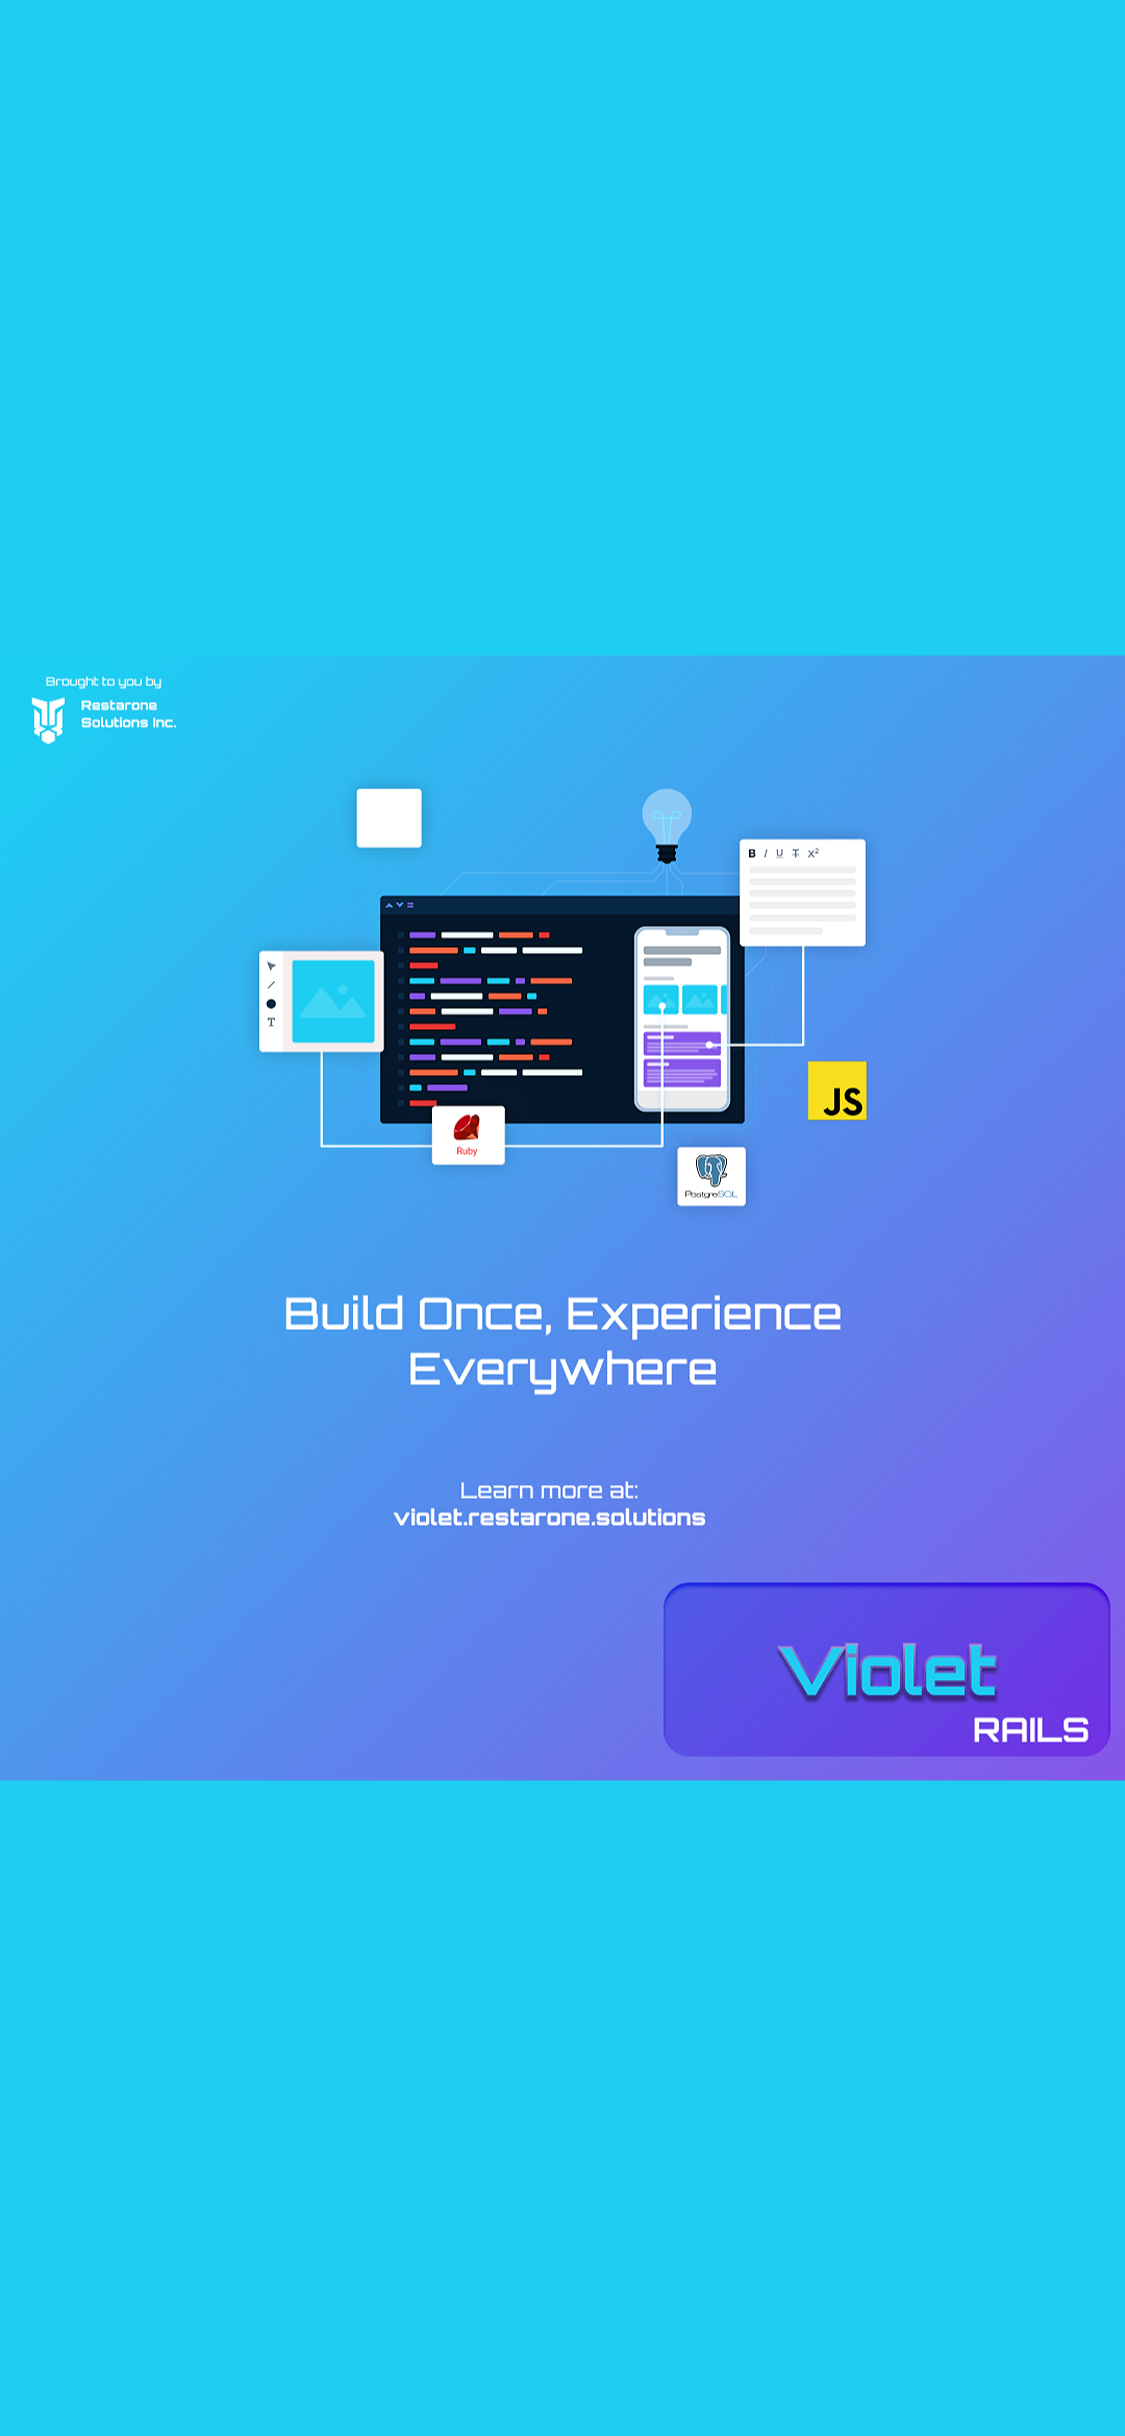 Brought to you by
Restarone
Solutions Inc.
B I U T X²
T
JS
Ruby
PostgreSQL
Build Once, Experience
Everywhere
Learn more at:
violet.restarone.solutions
Violet
RAILS